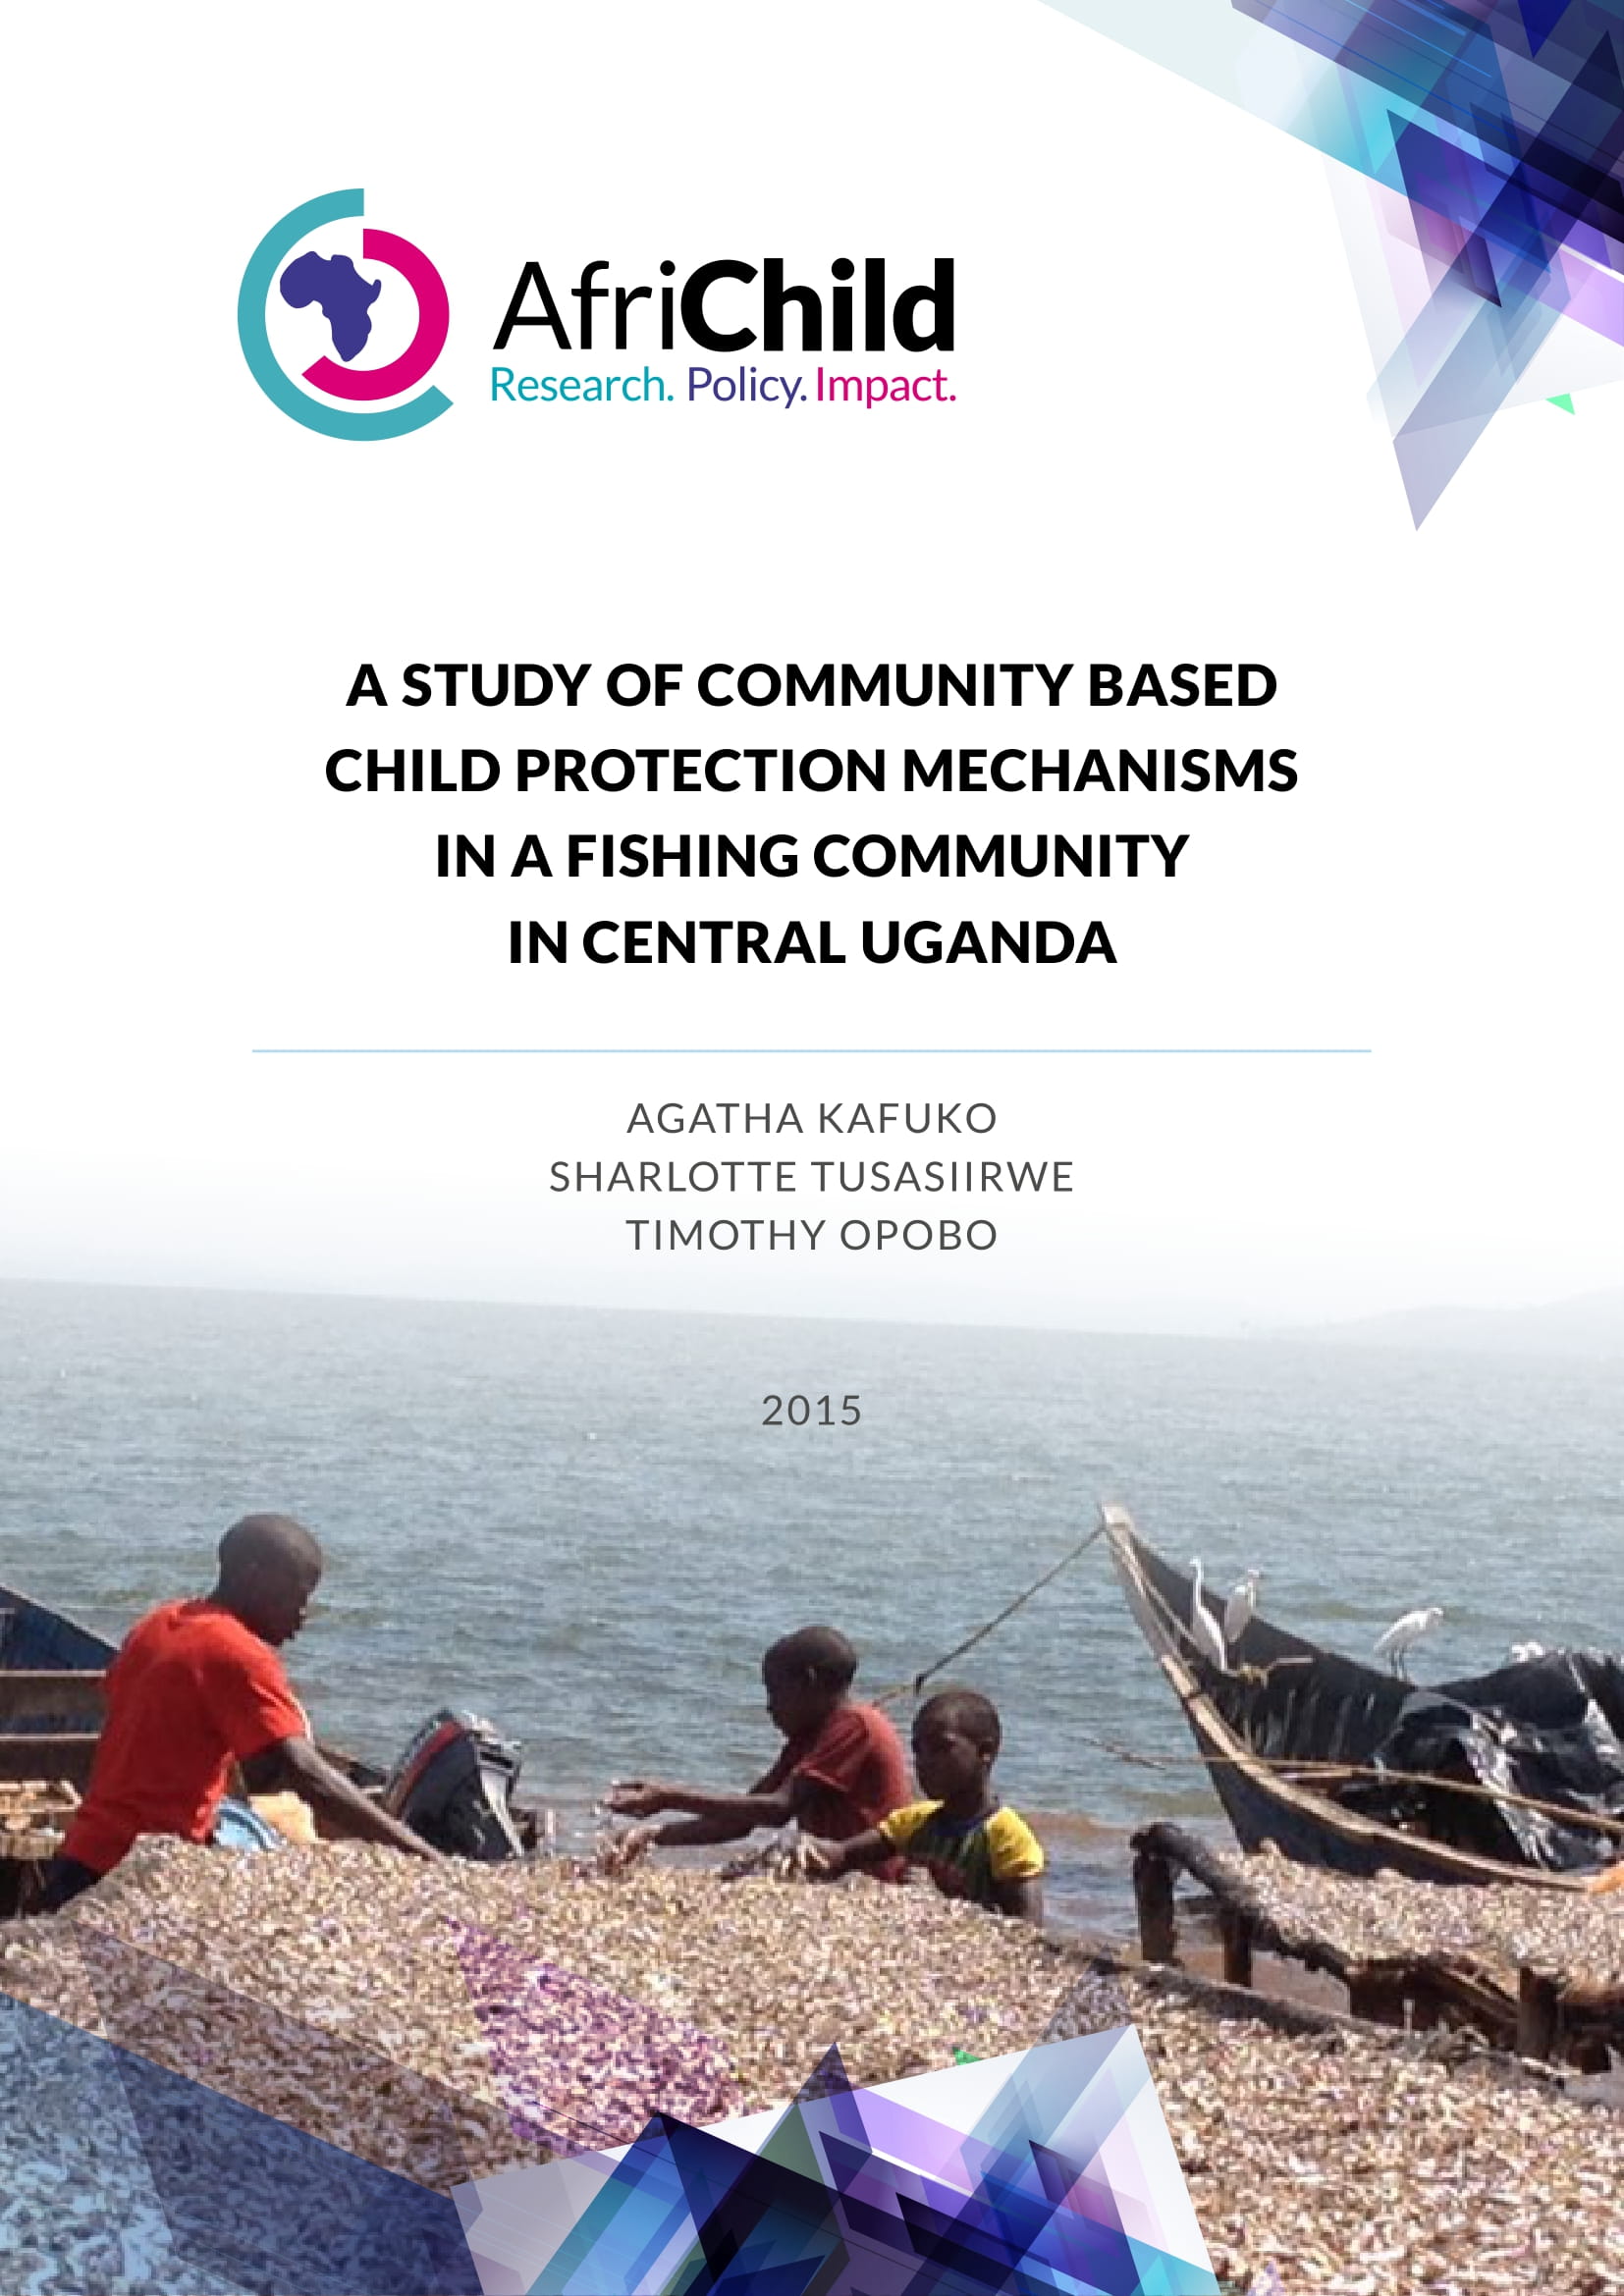 AfriChild
Research. Policy. Impact.
A STUDY OF COMMUNITY BASED
CHILD PROTECTION MECHANISMS
IN A FISHING COMMUNITY
IN CENTRAL UGANDA
AGATHA KAFUKO
SHARLOTTE TUSASIIRWE
TIMOTHY OPOBO
2015